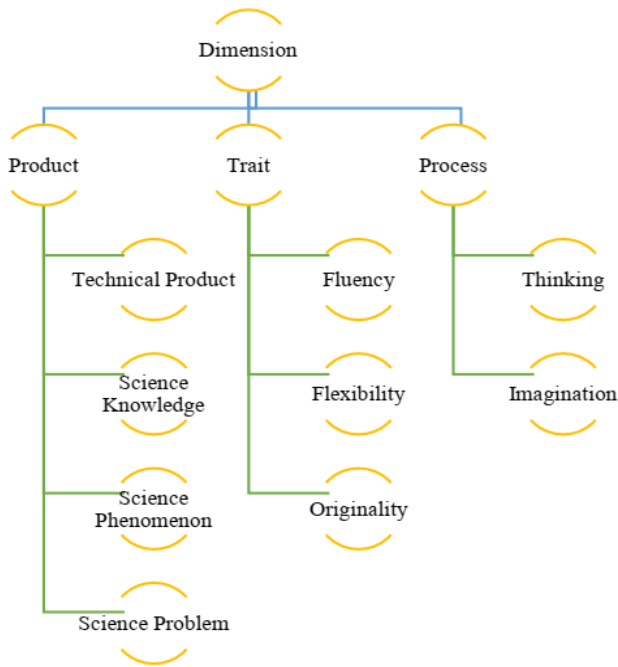 Dimension
Product
Trait
Process
Technical Product
Fluency
Thinking
Science
Knowledge
Flexibility
Imagination
Science
Phenomenon
Originality
Science Problem